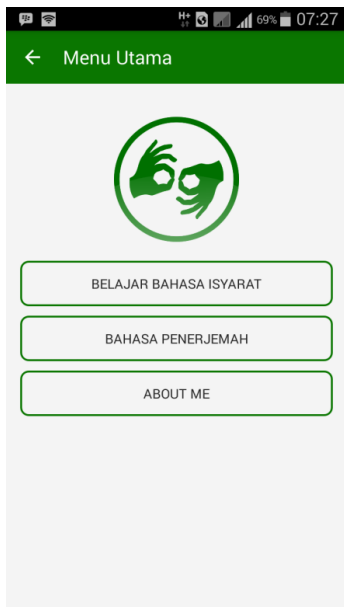 H+ 69% 07:27
Menu Utama
BELAJAR BAHASA ISYARAT
BAHASA PENERJEMAH
ABOUT ME